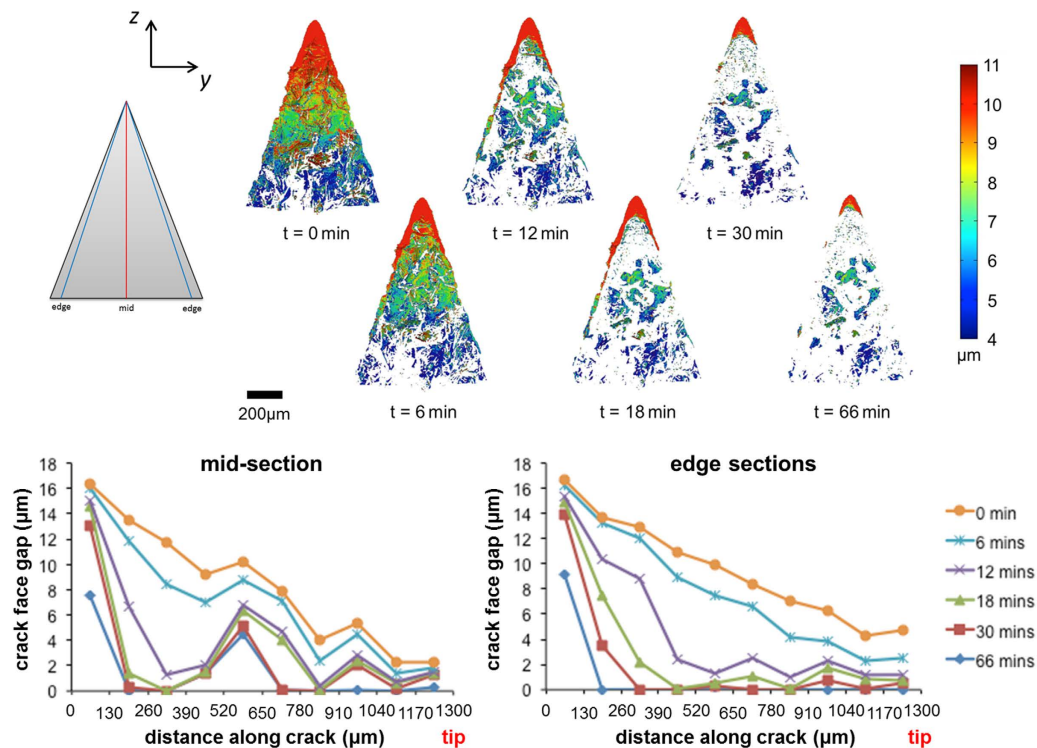 z
y
edge
mid
edge
t = 0 min
t = 12 min
t = 30 min
t = 6 min
t = 18 min
t = 66 min
200µm
11
10
9
8
7
6
5
4
µm
mid-section
crack face gap (µm)
18
16
14
12
10
8
6
4
2
0
0 130 260 390 520 650 780 910 1040 1170 1300
distance along crack (µm)
tip
edge sections
crack face gap (µm)
18
16
14
12
10
8
6
4
2
0
0 130 260 390 520 650 780 910 1040 1170 1300
distance along crack (µm)
tip
0 min
6 mins
12 mins
18 mins
30 mins
66 mins